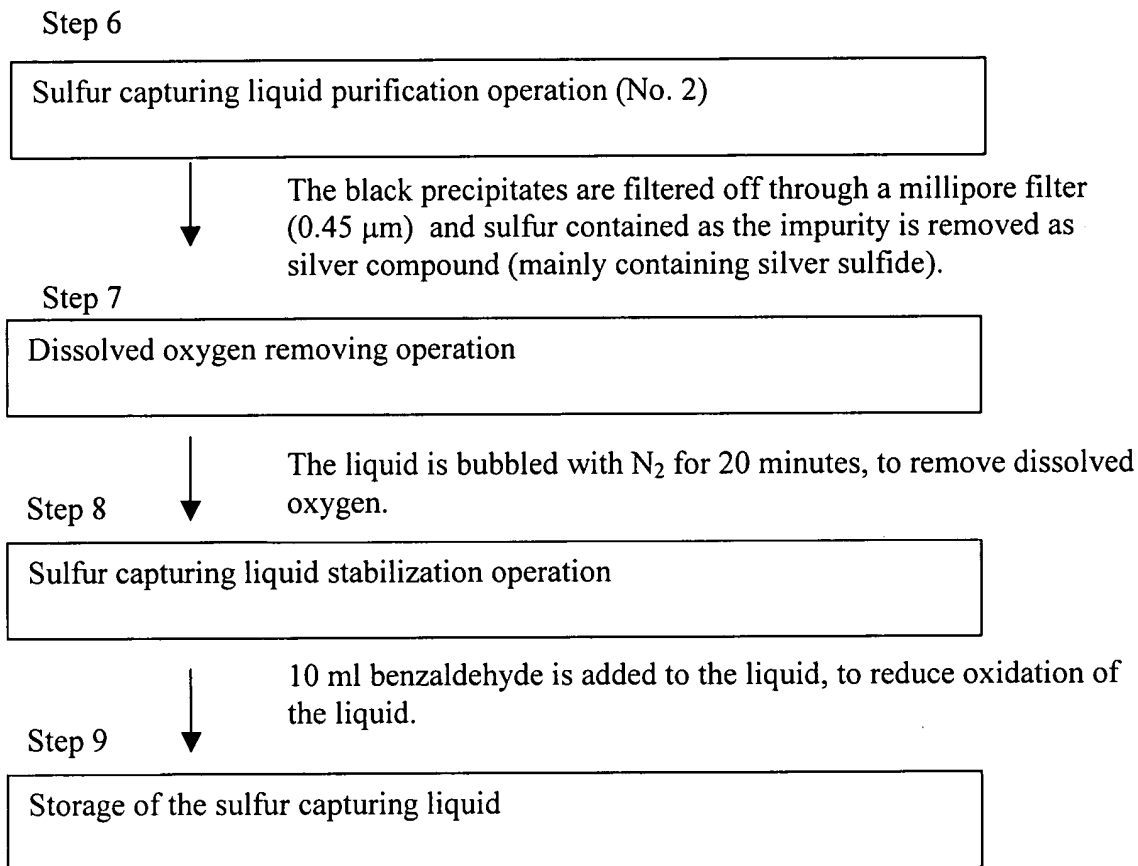 Step 6
Sulfur capturing liquid purification operation (No. 2)
The black precipitates are filtered off through a millipore filter
(0.45 μm) and sulfur contained as the impurity is removed as
silver compound (mainly containing silver sulfide).
Step 7
Dissolved oxygen removing operation
The liquid is bubbled with N₂ for 20 minutes, to remove dissolved
oxygen.
Step 8
Sulfur capturing liquid stabilization operation
10 ml benzaldehyde is added to the liquid, to reduce oxidation of
the liquid.
Step 9
Storage of the sulfur capturing liquid